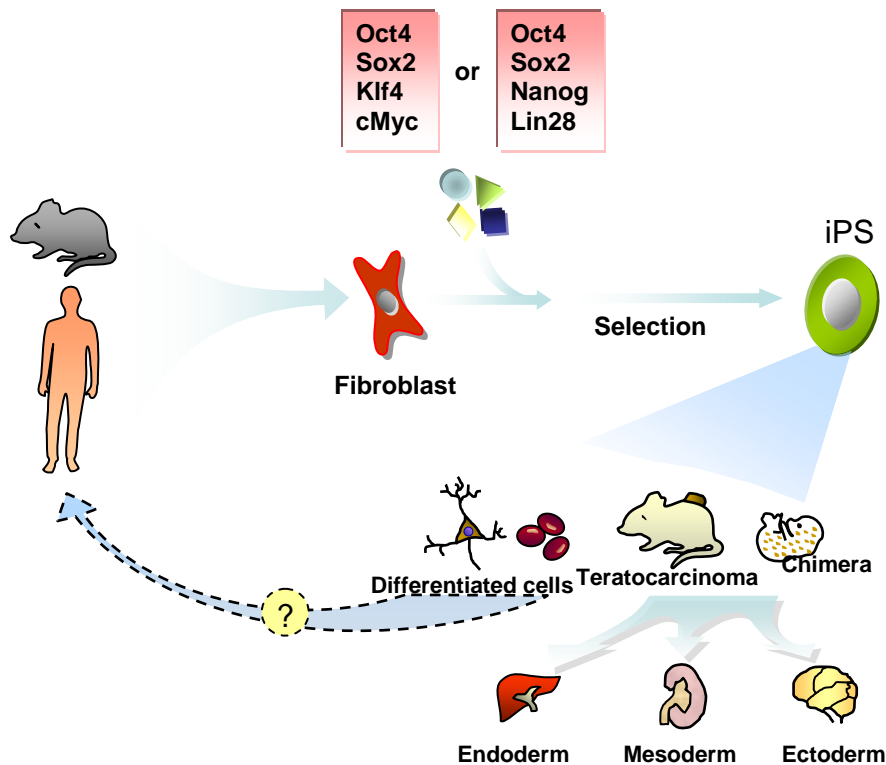 Oct4
Sox2
Klf4
cMyc
or
Oct4
Sox2
Nanog
Lin28
iPS
Selection
Fibroblast
Differentiated cells
Teratocarcinoma
Chimera
?
Endoderm
Mesoderm
Ectoderm